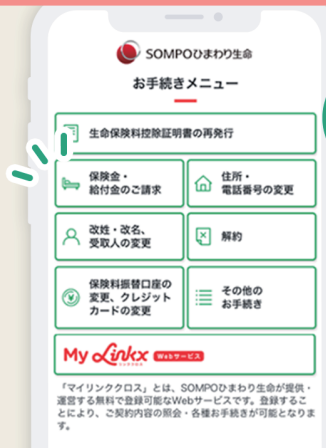 SOMPOひまわり生命
お手続きメニュー
生命保険料控除証明書の再発行
保険金・
給付金のご請求
住所・
電話番号の変更
改姓・改名、
受取人の変更
解約
保険料振替口座の
変更、クレジット
カードの変更
その他の
お手続き
My Linkx Webサービス
「マイリンククロス」とは、SOMPOひまわり生命が提供・
運営する無料で登録可能なWebサービスです。登録するこ
とにより、ご契約内容の照会・各種お手続きが可能となりま
す。